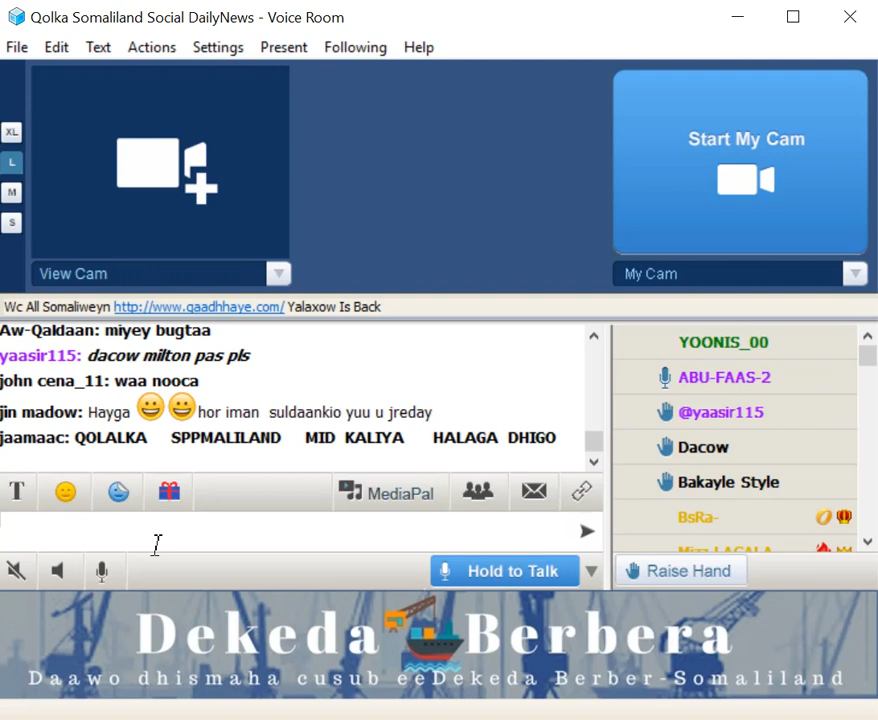 Qolka Somaliland Social DailyNews - Voice Room
File Edit Text Actions Settings Present Following Help
XL
L
M
S
Start My Cam
View Cam
My Cam
Wc All Somaliweyn http://www.qaadhhaye.com/ Yalaxow Is Back
Aw-Qaldaan: miyey bugtaa
yaasir115: dacow milton pas pls
john cena_11: waa nooca
jin madow: Hayga 😀😀hor iman suldaankio yuu u jreday
jaamaac: QOLALKA SPPMALILAND MID KALIYA HALAGA DHIGO
YOONIS_00
ABU-FAAS-2
@yaasir115
Dacow
Bakayle Style
BsRa-
T
MediaPal
Hold to Talk
Raise Hand
Dekeda Berbera
Daawo dhismaha cusub eeDekeda Berber-Somaliland